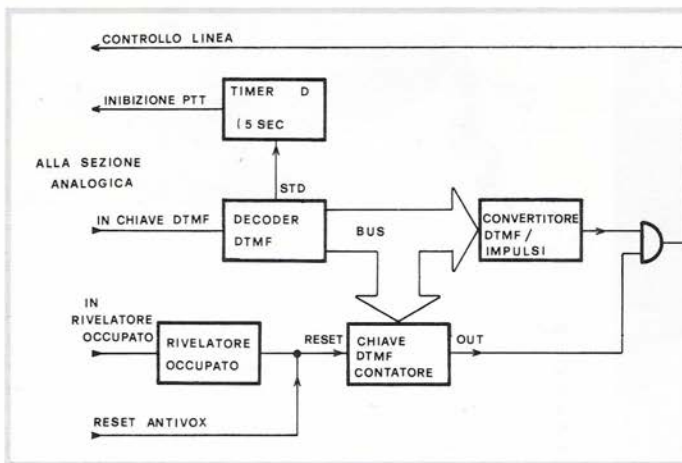 CONTROLLO LINEA
TIMER D
(5 SEC
INIBIZIONE PTT
ALLA SEZIONE
ANALOGICA
STD
IN CHIAVE DTMF
DECODER
DTMF
BUS
CONVERTITORE
DTMF/
IMPULSI
IN
RIVELATORE
OCCUPATO
RIVELATORE
OCCUPATO
RESET
CHIAVE
DTMF
CONTATORE
OUT
RESET ANTIVOX